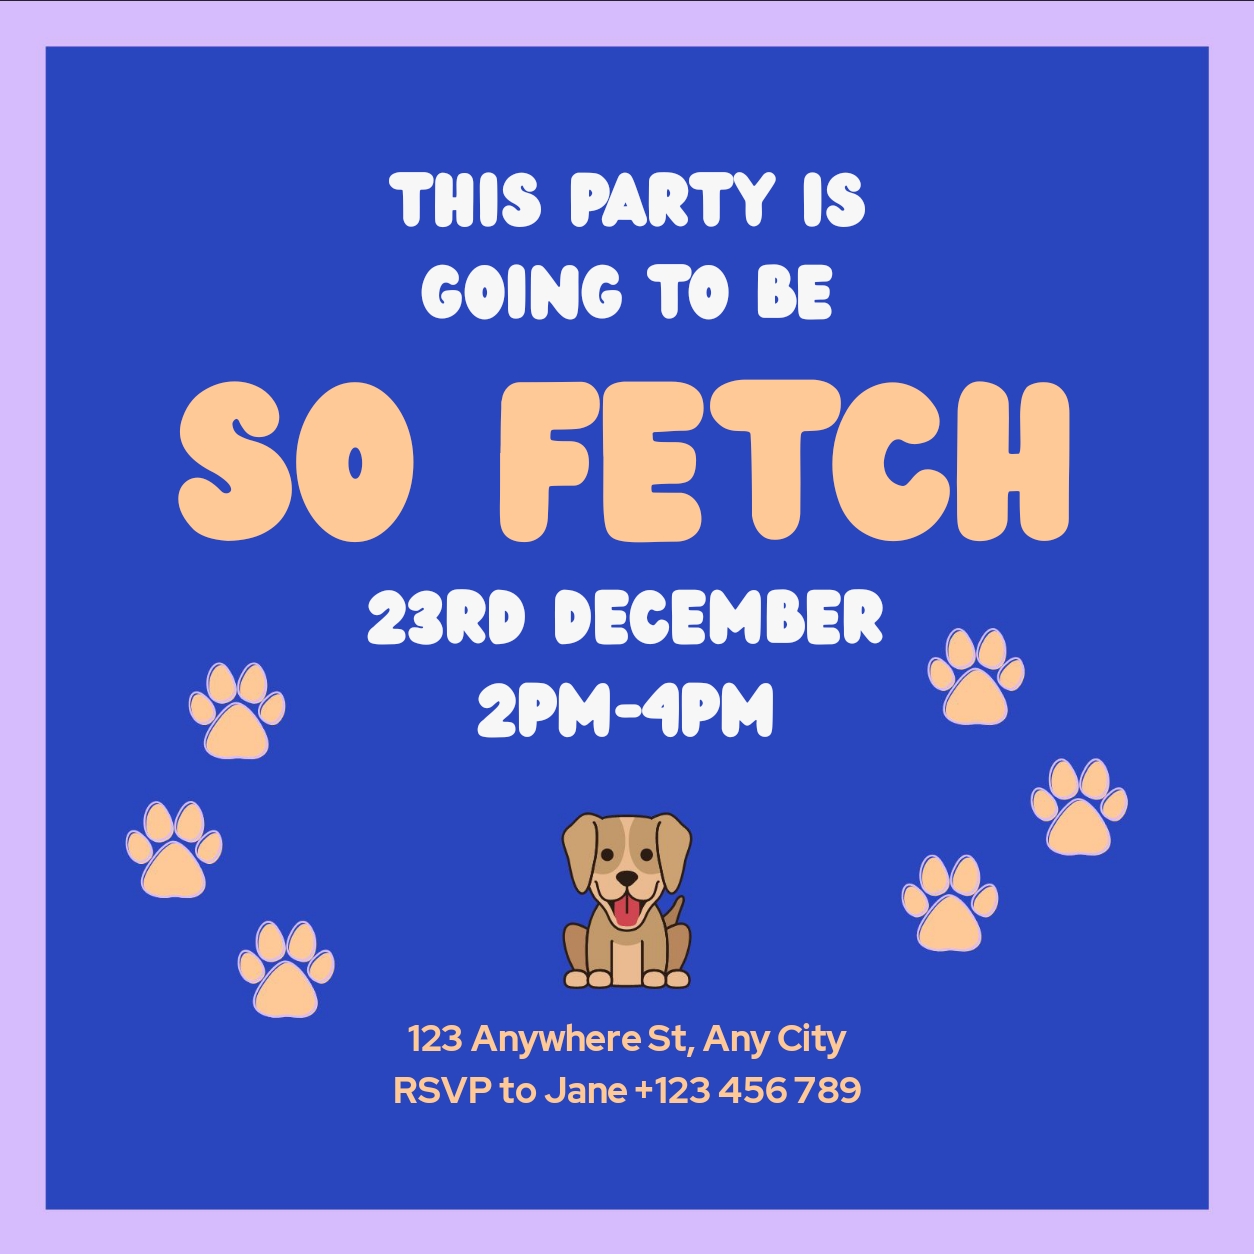 THIS PARTY IS
GOING TO BE
SO FETCH
23RD DECEMBER
2PM-4PM
123 Anywhere St, Any City
RSVP to Jane +123 456 789